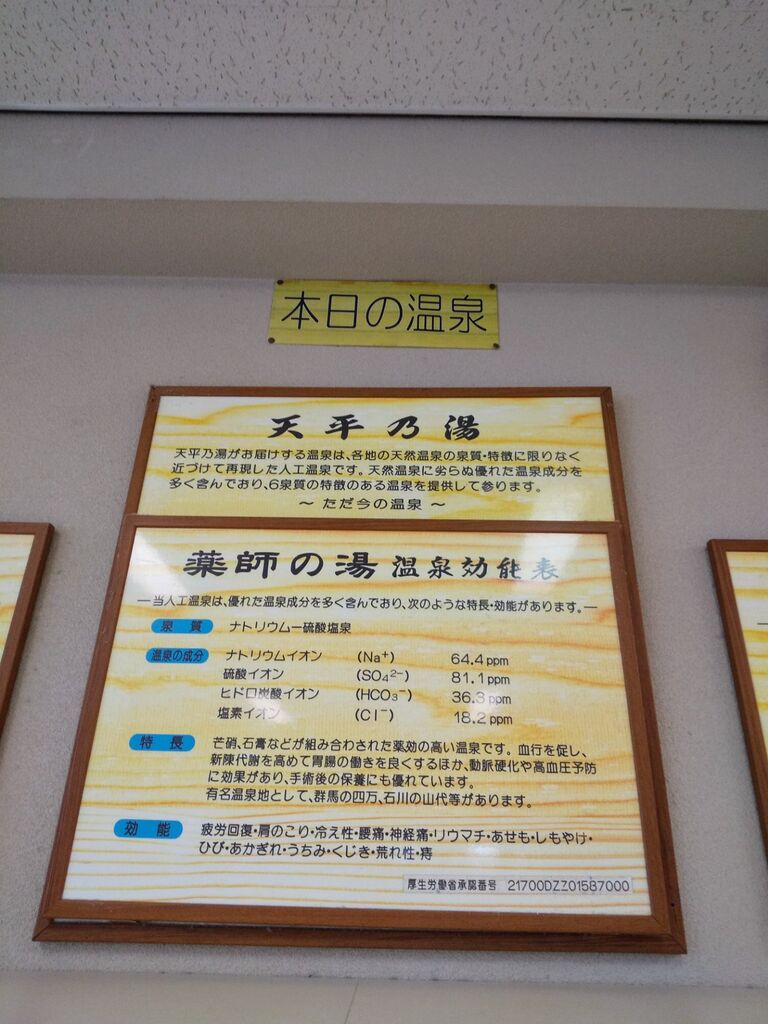 本日の温泉
天平乃湯
天平乃湯がお届けする温泉は、各地の天然温泉の泉質・特徴に限りなく
近づけて再現した人工温泉です。天然温泉に劣らぬ優れた温泉成分を
多く含んでおり、6泉質の特徴のある温泉を提供して参ります。
～ ただ今の温泉 ～
薬師の湯 温泉効能表
―当人工温泉は、優れた温泉成分を多く含んでおり、次のような特長・効能があります。―
泉質 ナトリウムー硫酸塩泉
温泉の成分 ナトリウムイオン (Na⁺) 64.4 ppm
硫酸イオン (SO₄²⁻) 81.1 ppm
ヒドロ炭酸イオン (HCO₃⁻) 36.3 ppm
塩素イオン (Cl⁻) 18.2 ppm
特長 芒硝、石膏などが組み合わされた薬効の高い温泉です。血行を促し、
新陳代謝を高めて胃腸の働きを良くするほか、動脈硬化や高血圧予防
に効果があり、手術後の保養にも優れています。
有名温泉地として、群馬の四万、石川の山代等があります。
効能 疲労回復・肩のこり・冷え性・腰痛・神経痛・リウマチ・あせも・しもやけ・
ひび・あかぎれ・うちみ・くじき・荒れ性・痔
厚生労働省承認番号 21700DZZ01587000